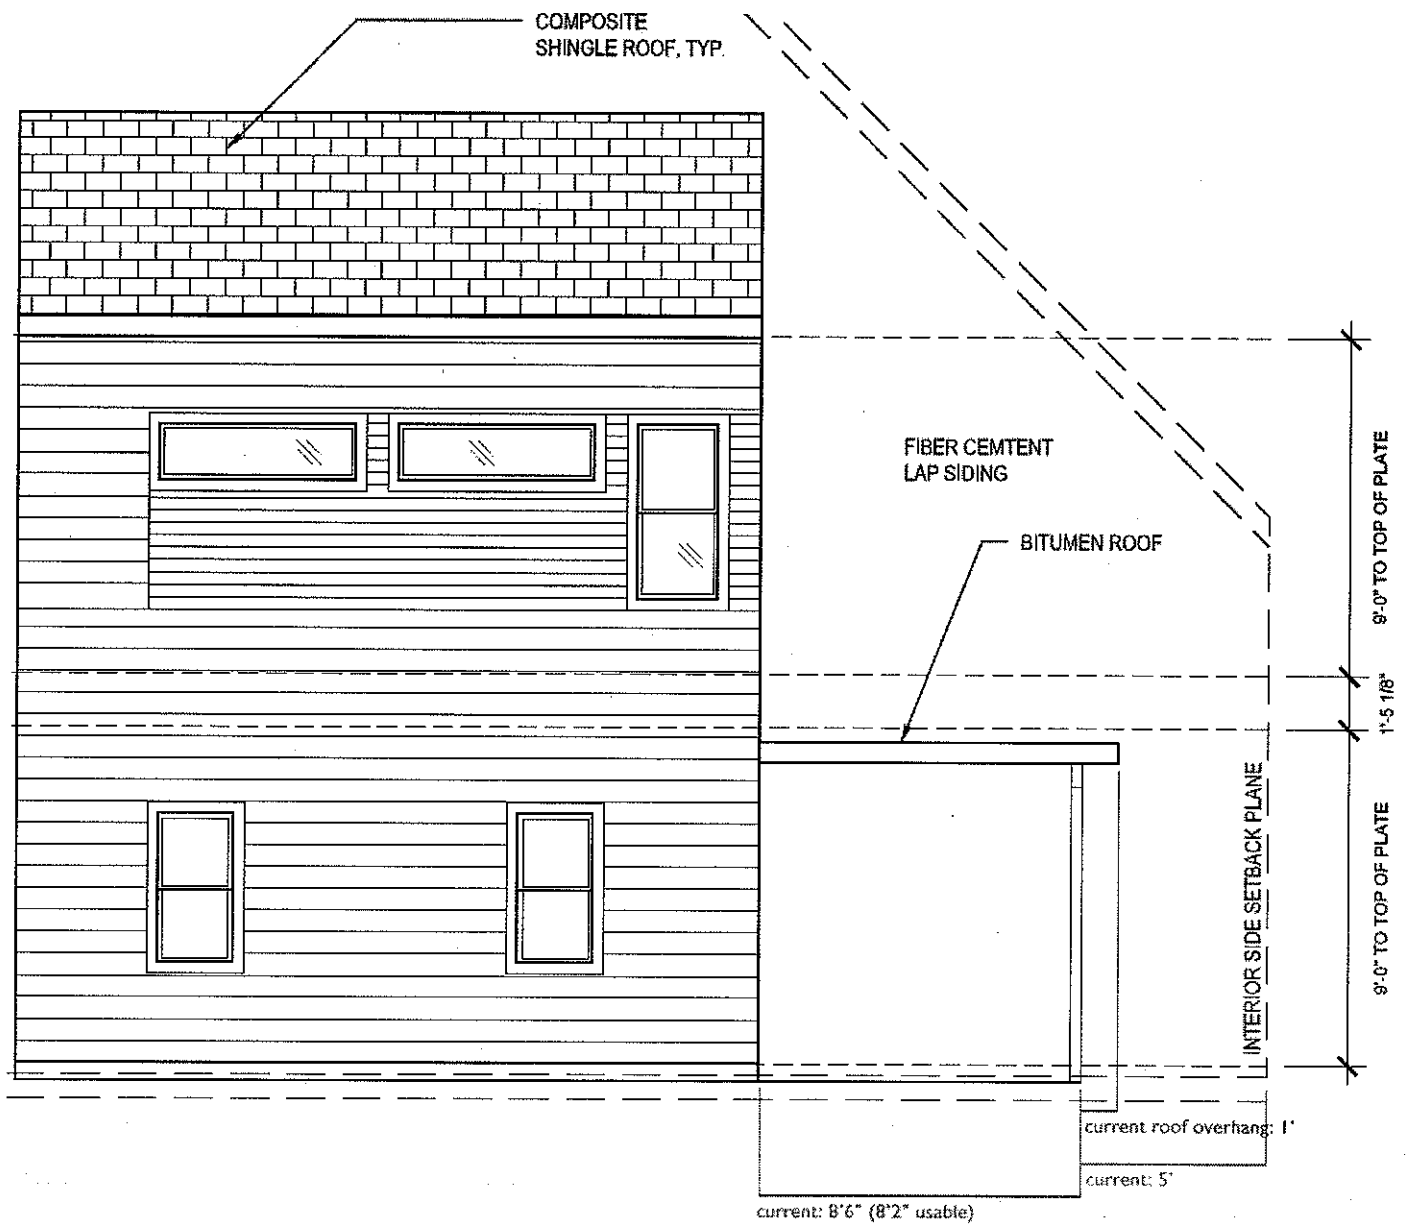 COMPOSITE
SHINGLE ROOF, TYP.
FIBER CEMTENT
LAP SIDING
BITUMEN ROOF
9'-0" TO TOP OF PLATE
1'-5 1/8"
9'-0" TO TOP OF PLATE
INTERIOR SIDE SETBACK PLANE
current roof overhang: 1'
current: 5'
current: 8'6" (8'2" usable)